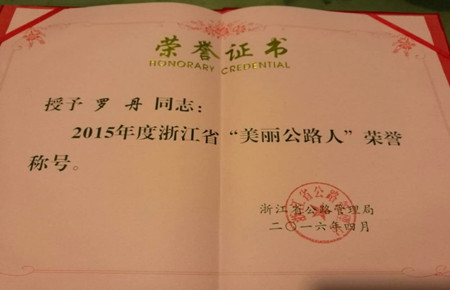 荣誉证书
HONORARY CREDENTIAL
授予 罗丹 同志:
2015年度浙江省“美丽公路人”荣誉
称号。
浙江省公路管理局
二〇一六年四月